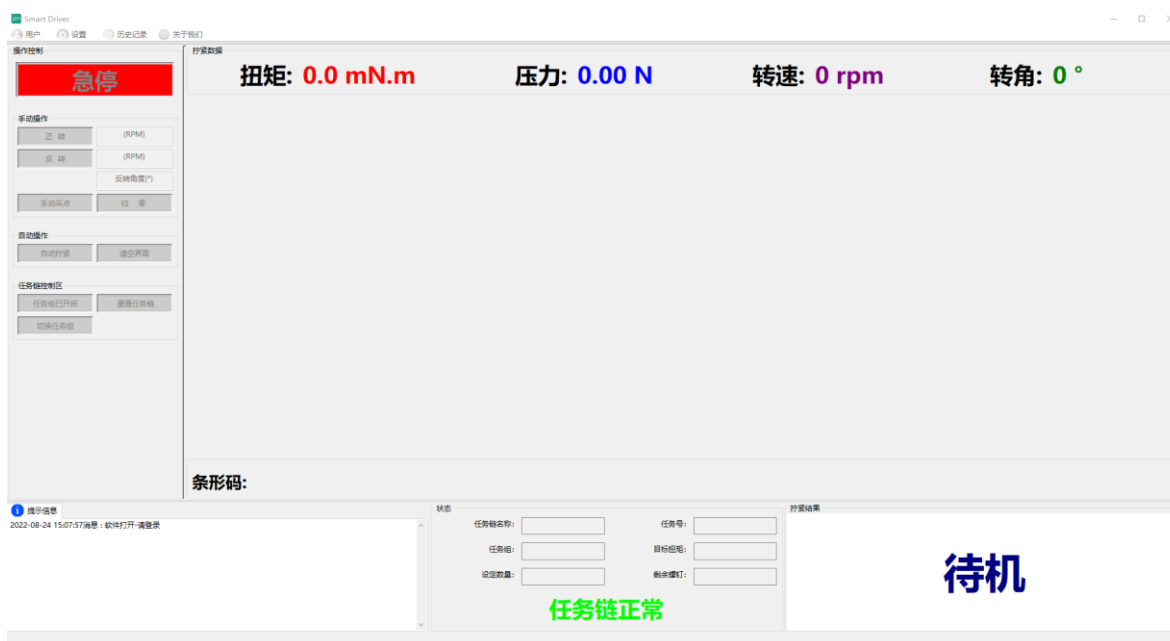 Smart Driver
用户 设置 历史记录 关于我们
操作控制
急停
手动操作
正 转 (RPM)
反 转 (RPM)
反转角度(°)
手动采点 归 零
自动操作
自动拧紧 清空界面
任务链控制区
任务组已开启 重置任务链
切换任务组
拧紧数据
扭矩: 0.0 mN.m 压力: 0.00 N 转速: 0 rpm 转角: 0 °
条形码:
提示信息
2022-08-24 15:07:57消息：软件打开-请登录
状态
任务链名称: 任务号:
任务组: 目标扭矩:
设定数量: 剩余螺钉:
任务链正常
拧紧结果
待机